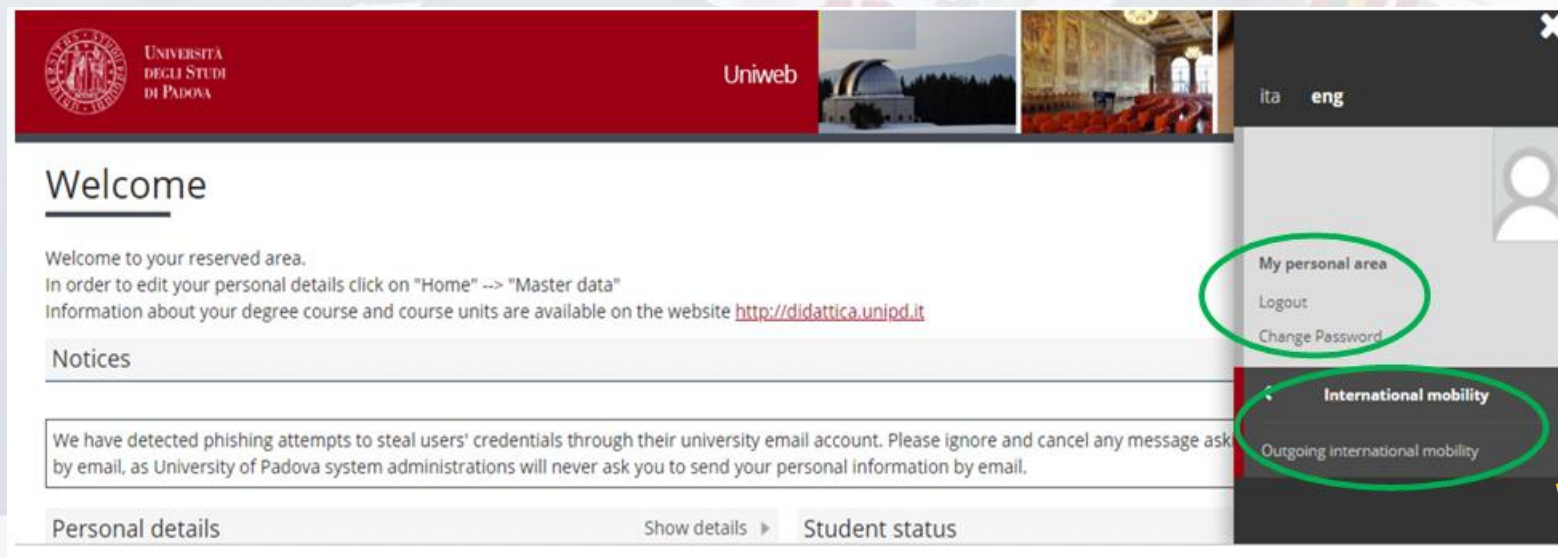 UNIVERSITÀ
DEGLI STUDI
DI PADOVA
Uniweb
ita eng
Welcome
Welcome to your reserved area.
In order to edit your personal details click on "Home" --> "Master data"
Information about your degree course and course units are available on the website http://didattica.unipd.it
Notices
We have detected phishing attempts to steal users' credentials through their university email account. Please ignore and cancel any message
by email, as University of Padova system administrations will never ask you to send your personal information by email.
Personal details Show details
Student status
My personal area
Logout
Change Password
International mobility
Outgoing international mobility